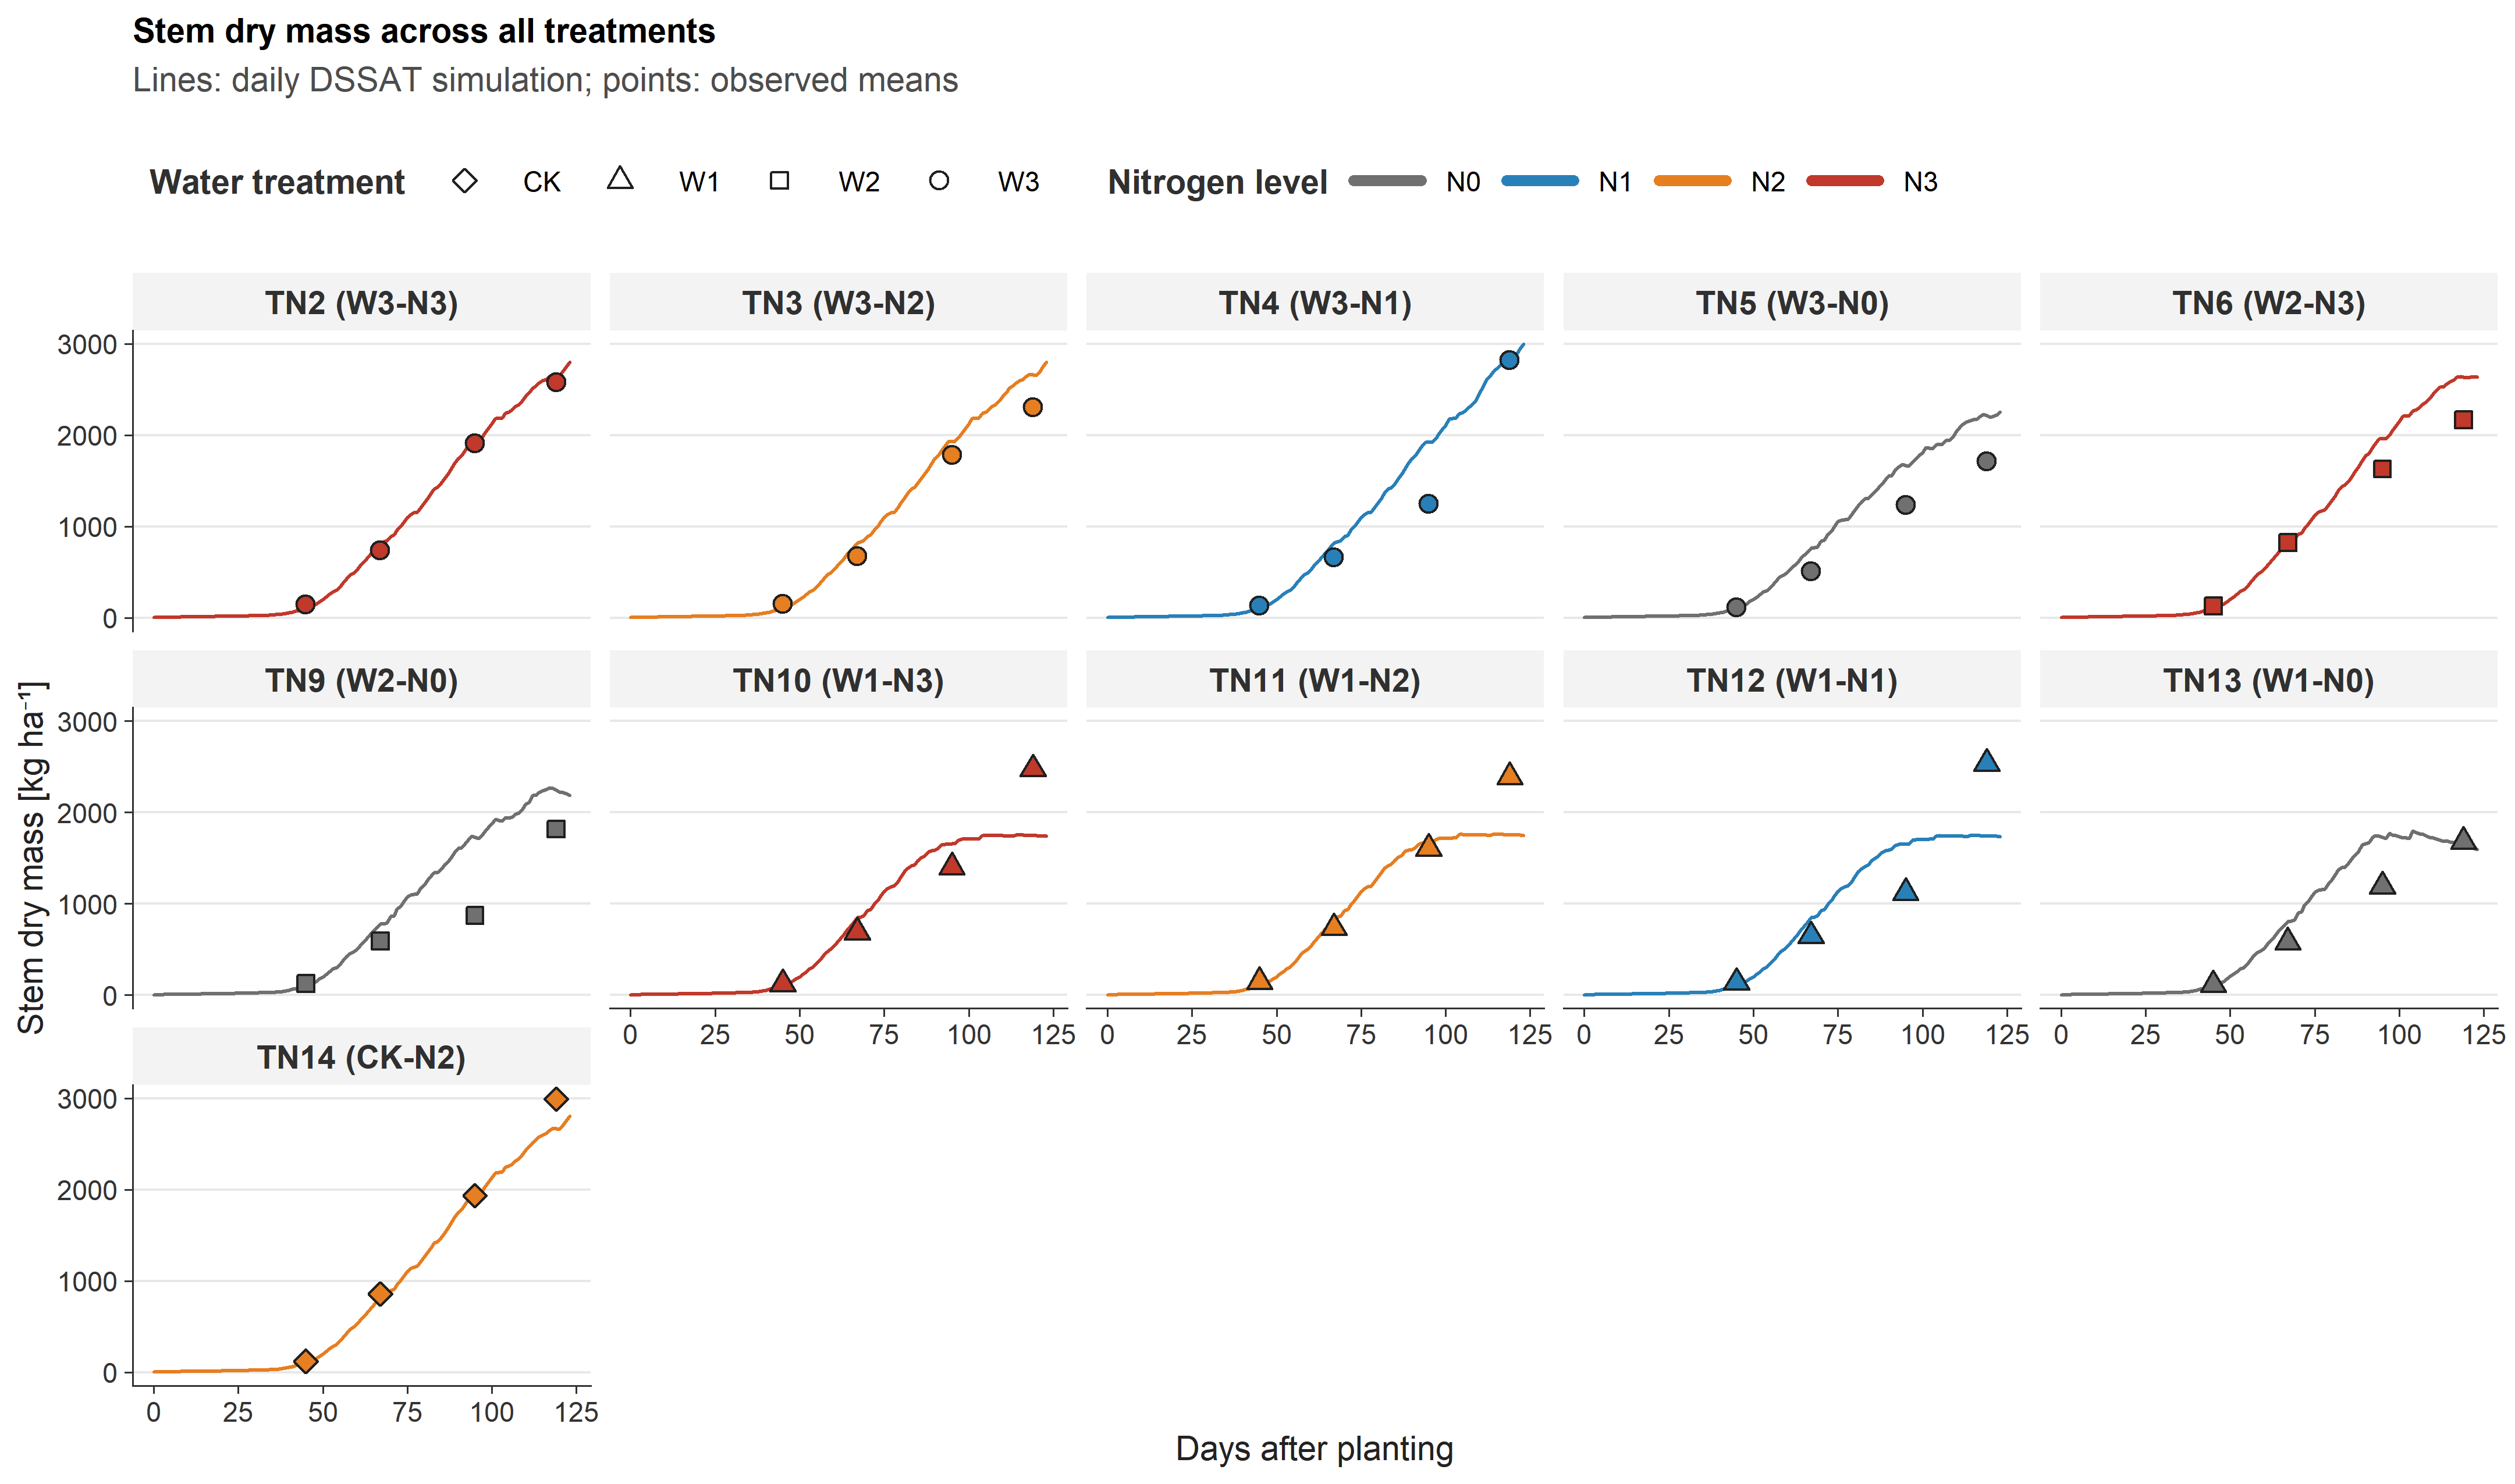 Stem dry mass across all treatments
Lines: daily DSSAT simulation; points: observed means
Water treatment CK W1 W2 W3 Nitrogen level N0 N1 N2 N3
TN2 (W3-N3) TN3 (W3-N2) TN4 (W3-N1) TN5 (W3-N0) TN6 (W2-N3)
3000
2000
1000
0
TN9 (W2-N0) TN10 (W1-N3) TN11 (W1-N2) TN12 (W1-N1) TN13 (W1-N0)
3000
2000
1000
0
0 25 50 75 100 125 0 25 50 75 100 125 0 25 50 75 100 125 0 25 50 75 100 125
TN14 (CK-N2)
3000
2000
1000
0
0 25 50 75 100 125
Stem dry mass [kg ha⁻¹]
Days after planting